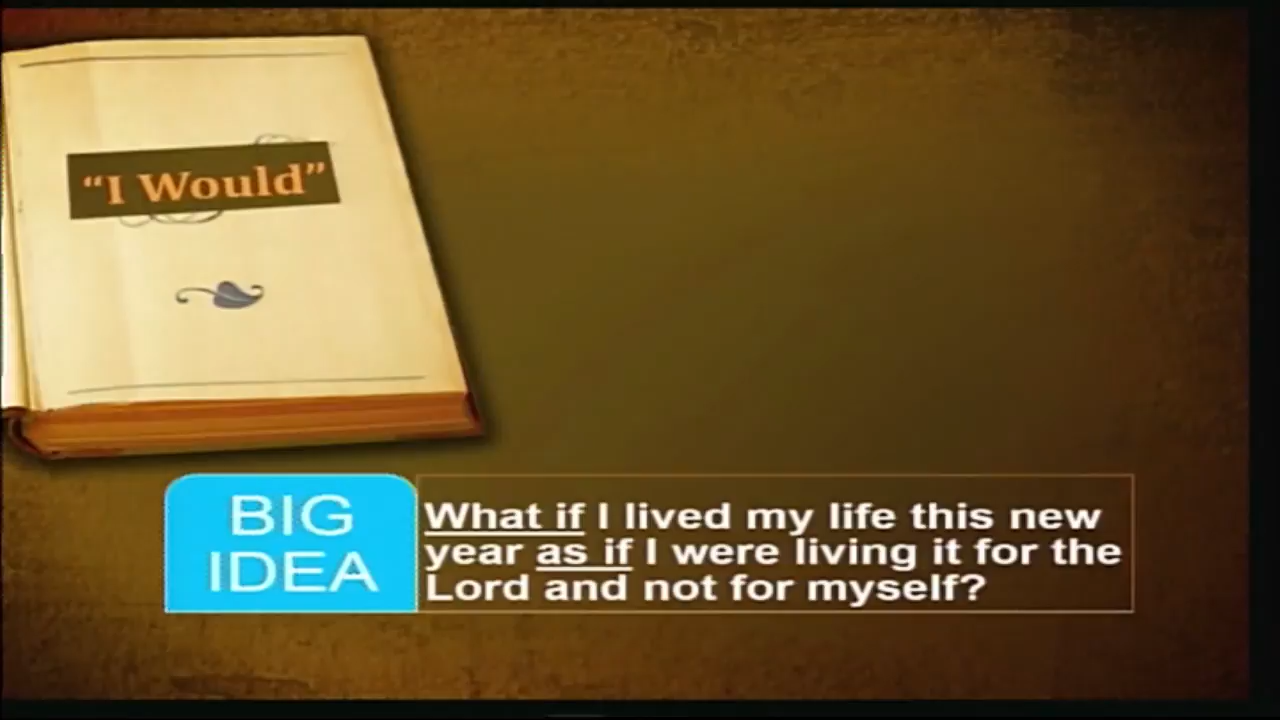 “I Would”
BIG
IDEA
What if I lived my life this new
year as if I were living it for the
Lord and not for myself?